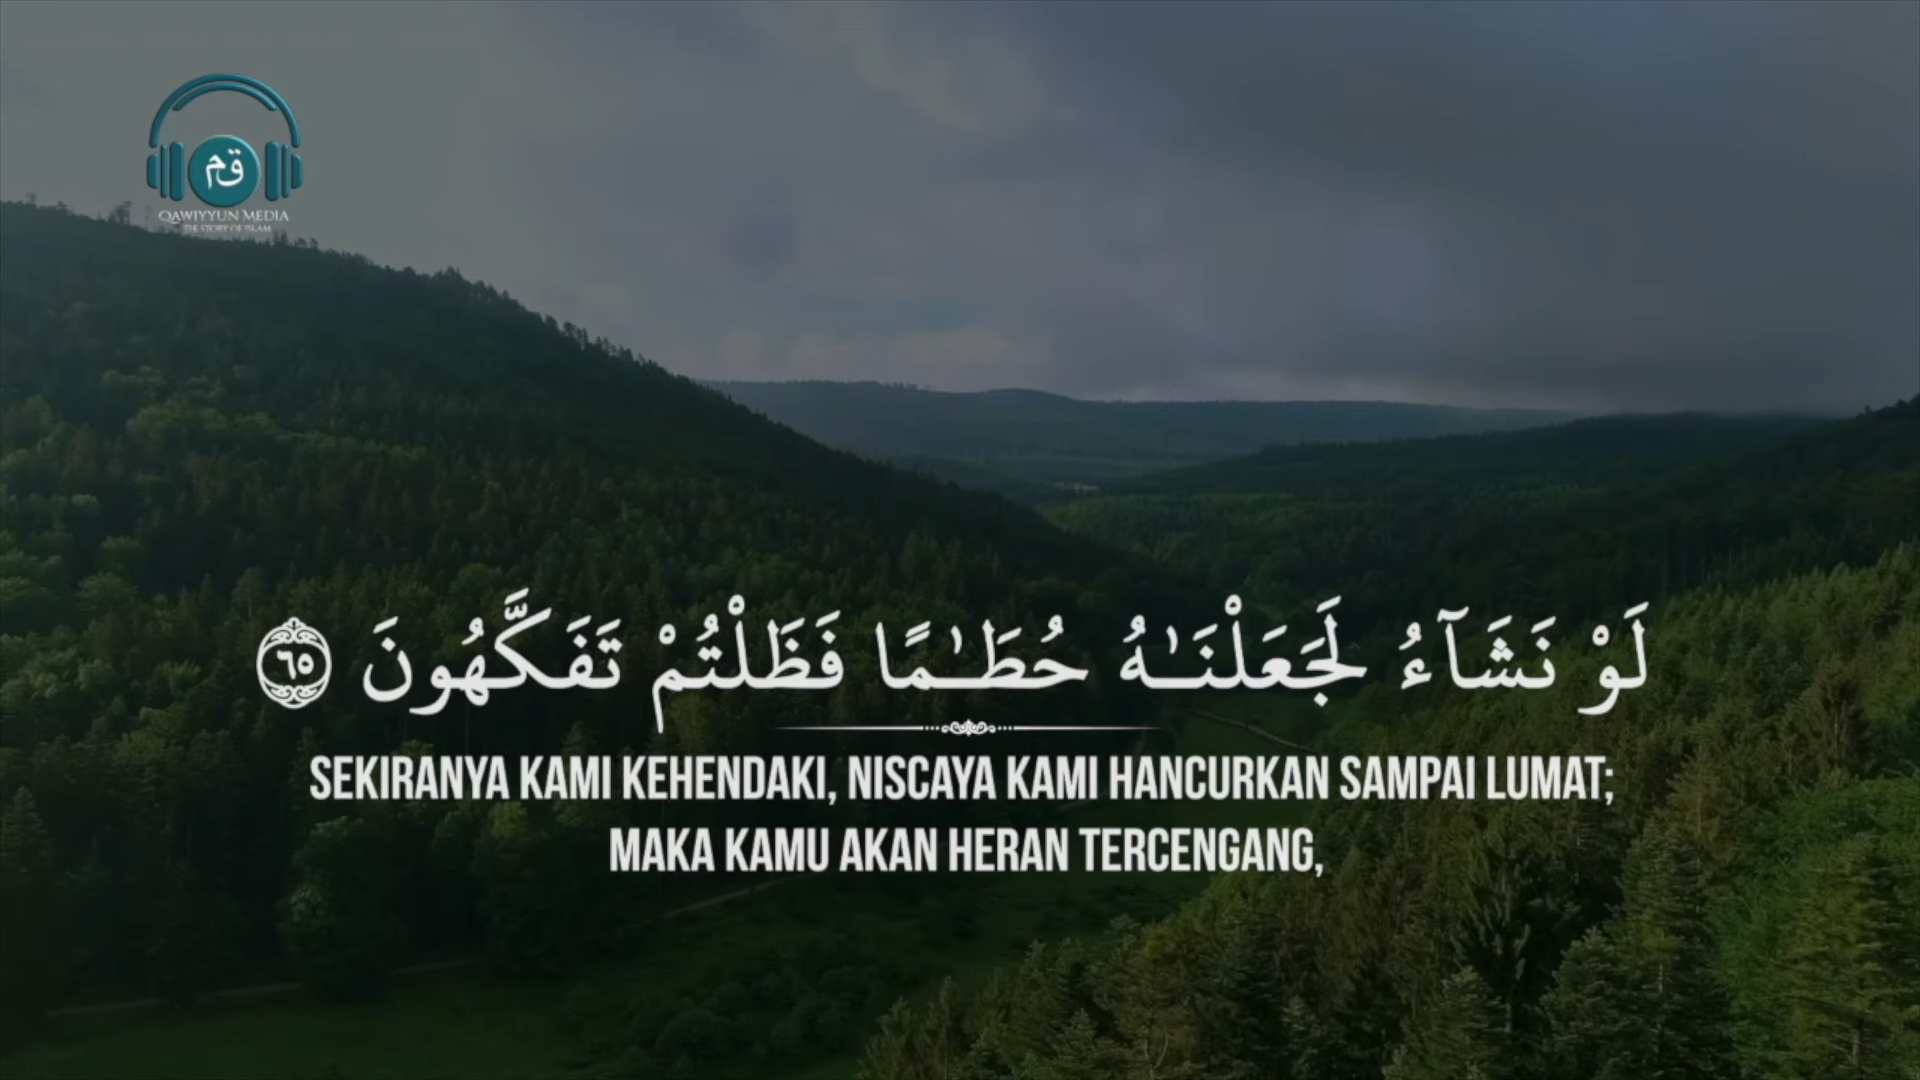 قم
QAWIYYUN MEDIA
THE STORY OF ISLAM
لَوْ نَشَآءُ لَجَعَلْنَـٰهُ حُطَـٰمًا فَظَلْتُمْ تَفَكَّهُونَ ٦٥
SEKIRANYA KAMI KEHENDAKI, NISCAYA KAMI HANCURKAN SAMPAI LUMAT;
MAKA KAMU AKAN HERAN TERCENGANG,